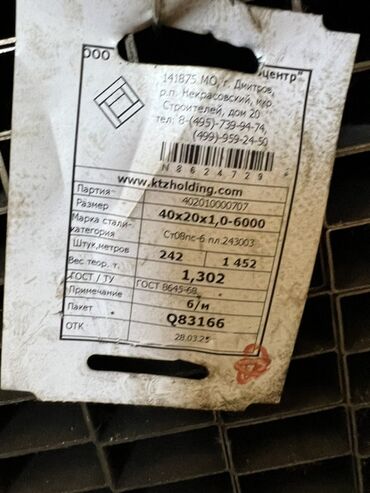 ООО центр"
141875 МО, г. Дмитров,
р.п. Некрасовский, мкр.
Строителей, дом 20
тел: 8-(495)-739-94-74,
(499)-959-24-50
N8624729
www.ktzholding.com
Партия 402010000707
Размер 40x20x1,0-6000
Марка стали-категория Ст08пс-6 пл.243003
Штук,метров 242 1 452
Вес теор. т. 1,302
ГОСТ / ТУ ГОСТ 8645-68
Примечание б/м
Пакет Q83166
ОТК 28.03.25